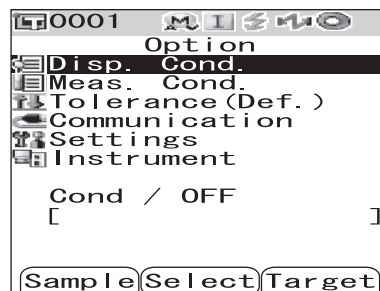 0001 M I
Option
Disp. Cond.
Meas. Cond.
Tolerance(Def.)
Communication
Settings
Instrument
Cond / OFF
[ ]
Sample Select Target